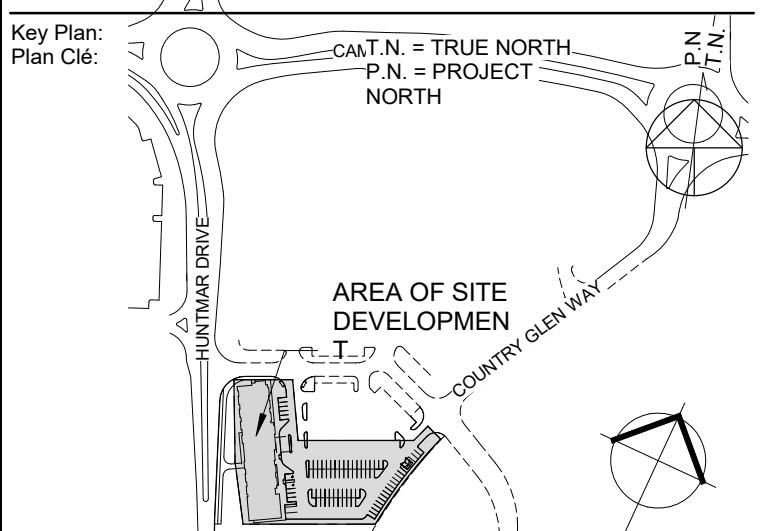 Key Plan:
Plan Clé:
CAM
T.N. = TRUE NORTH
P.N. = PROJECT
NORTH
P.N
T.N.
HUNTMAR DRIVE
AREA OF SITE
DEVELOPMEN
T
COUNTRY GLEN WAY